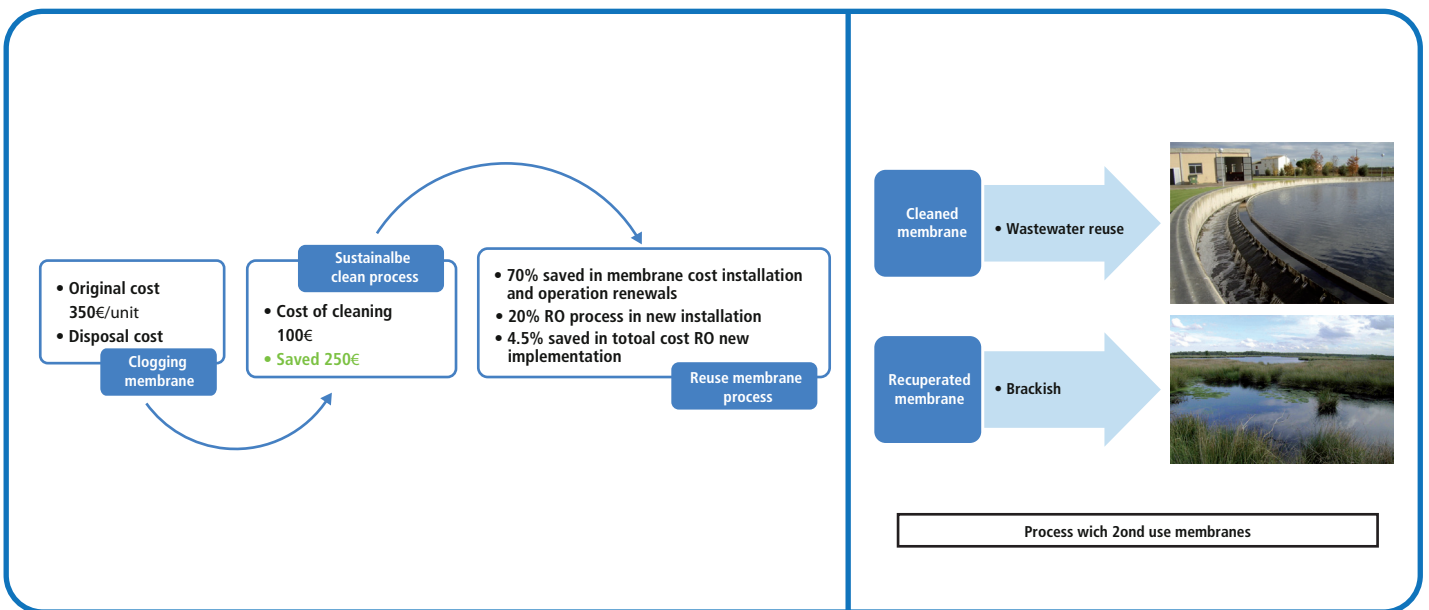 • Original cost
350€/unit
• Disposal cost
Clogging
membrane
Sustainalbe
clean process
• Cost of cleaning
100€
• Saved 250€
• 70% saved in membrane cost installation
and operation renewals
• 20% RO process in new installation
• 4.5% saved in totoal cost RO new
implementation
Reuse membrane
process
Cleaned
membrane
• Wastewater reuse
Recuperated
membrane
• Brackish
Process wich 2ond use membranes